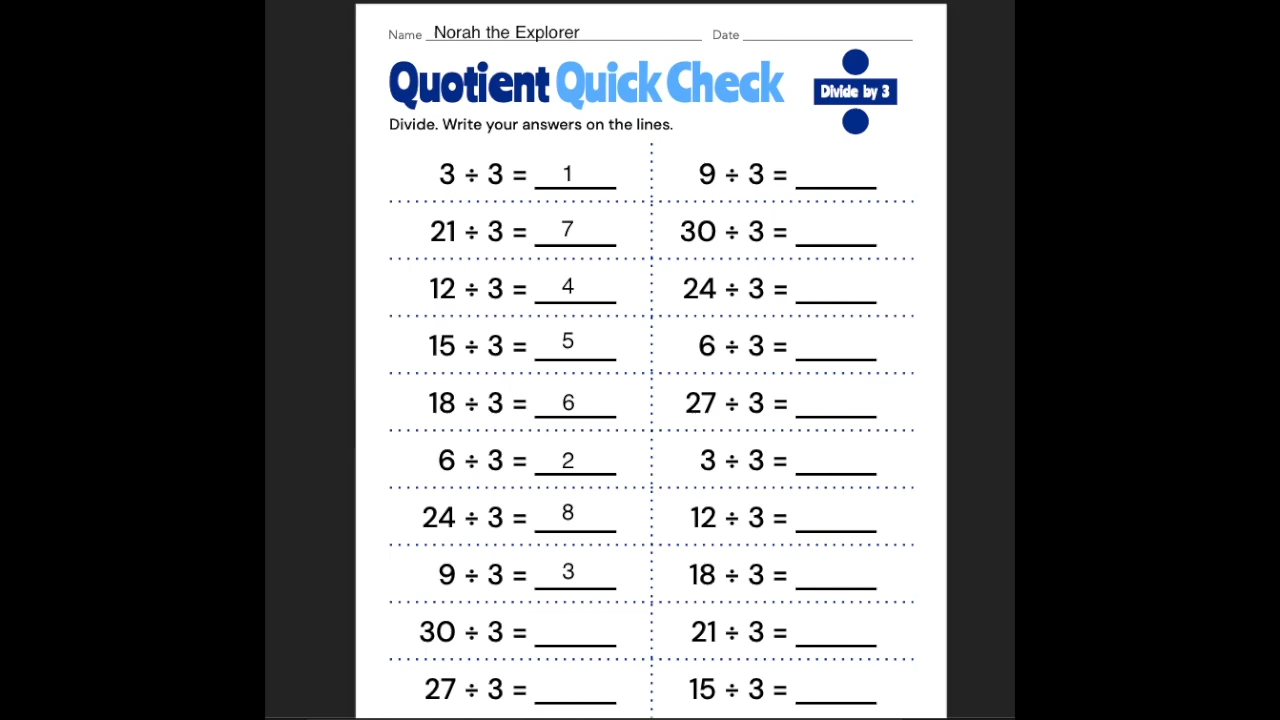 Name Norah the Explorer Date
Quotient Quick Check
Divide by 3
Divide. Write your answers on the lines.
3 ÷ 3 = 1
9 ÷ 3 =
21 ÷ 3 = 7
30 ÷ 3 =
12 ÷ 3 = 4
24 ÷ 3 =
15 ÷ 3 = 5
6 ÷ 3 =
18 ÷ 3 = 6
27 ÷ 3 =
6 ÷ 3 = 2
3 ÷ 3 =
24 ÷ 3 = 8
12 ÷ 3 =
9 ÷ 3 = 3
18 ÷ 3 =
30 ÷ 3 =
21 ÷ 3 =
27 ÷ 3 =
15 ÷ 3 =